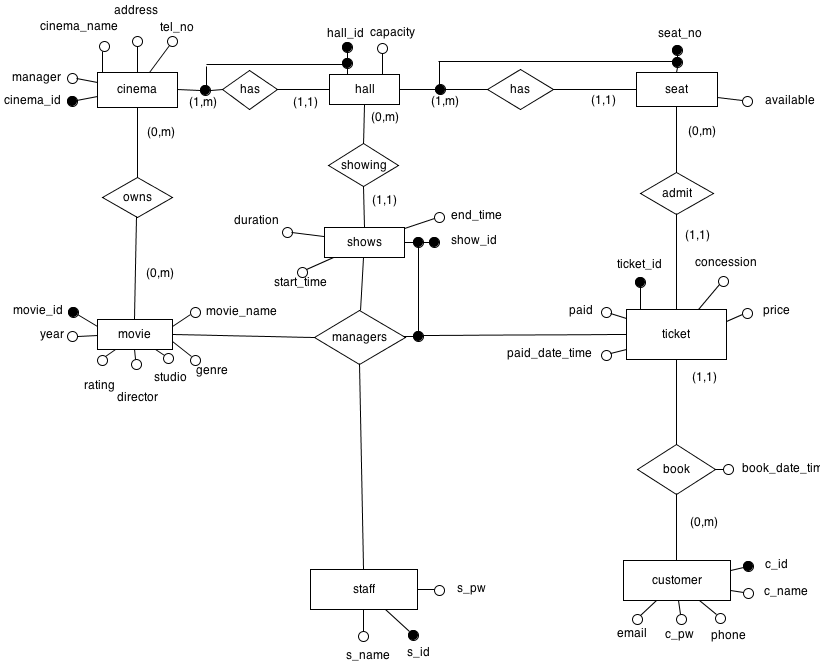 address
cinema_name
tel_no
hall_id
capacity
seat_no
manager
cinema
has
hall
has
seat
cinema_id
(1,m)
(1,1)
(1,m)
(1,1)
available
(0,m)
(0,m)
(0,m)
showing
owns
(1,1)
admit
duration
end_time
shows
show_id
(1,1)
start_time
(0,m)
ticket_id
concession
movie_id
movie_name
paid
price
year
movie
managers
ticket
paid_date_time
rating
studio
genre
director
(1,1)
book
book_date_tim
(0,m)
c_id
staff
s_pw
customer
c_name
email
c_pw
phone
s_name
s_id